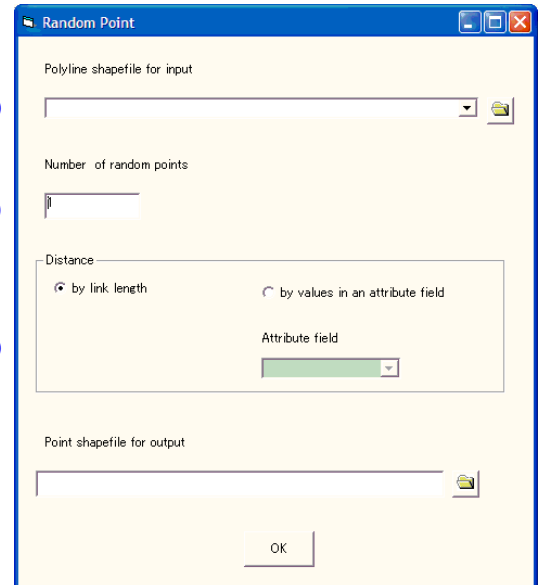 Random Point
Polyline shapefile for input
Number of random points
Distance
by link length
by values in an attribute field
Attribute field
Point shapefile for output
OK